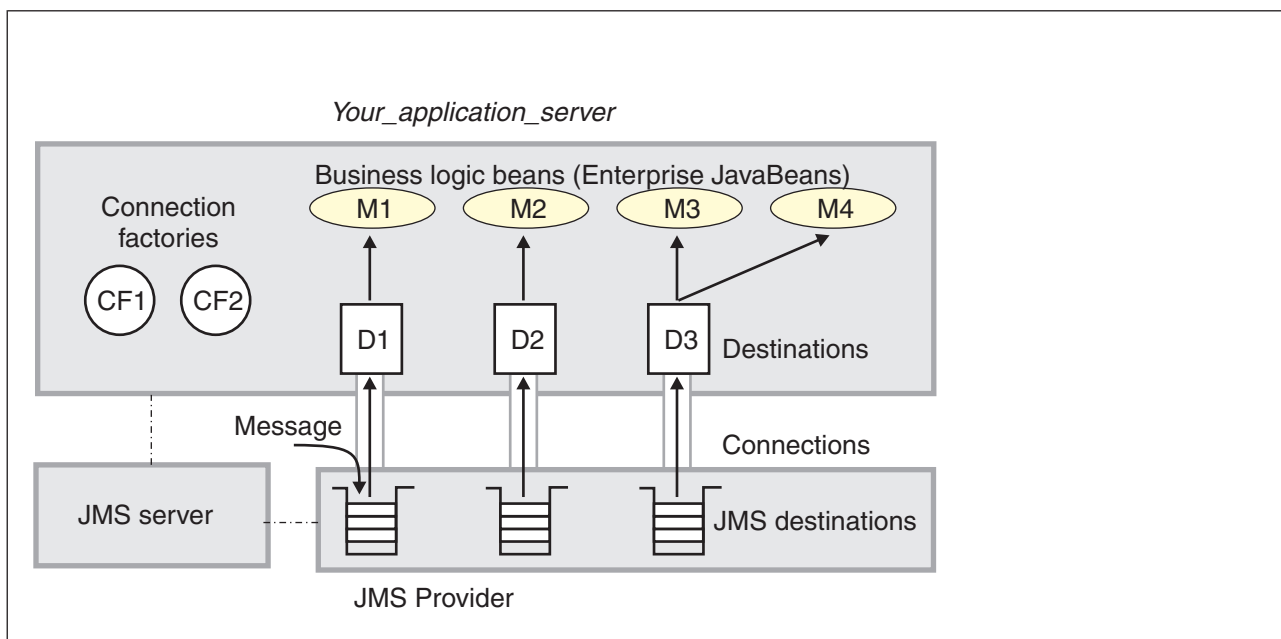 Your_application_server
Business logic beans (Enterprise JavaBeans)
Connection
factories
M1
M2
M3
M4
CF1
CF2
D1
D2
D3
Destinations
Message
Connections
JMS server
JMS destinations
JMS Provider